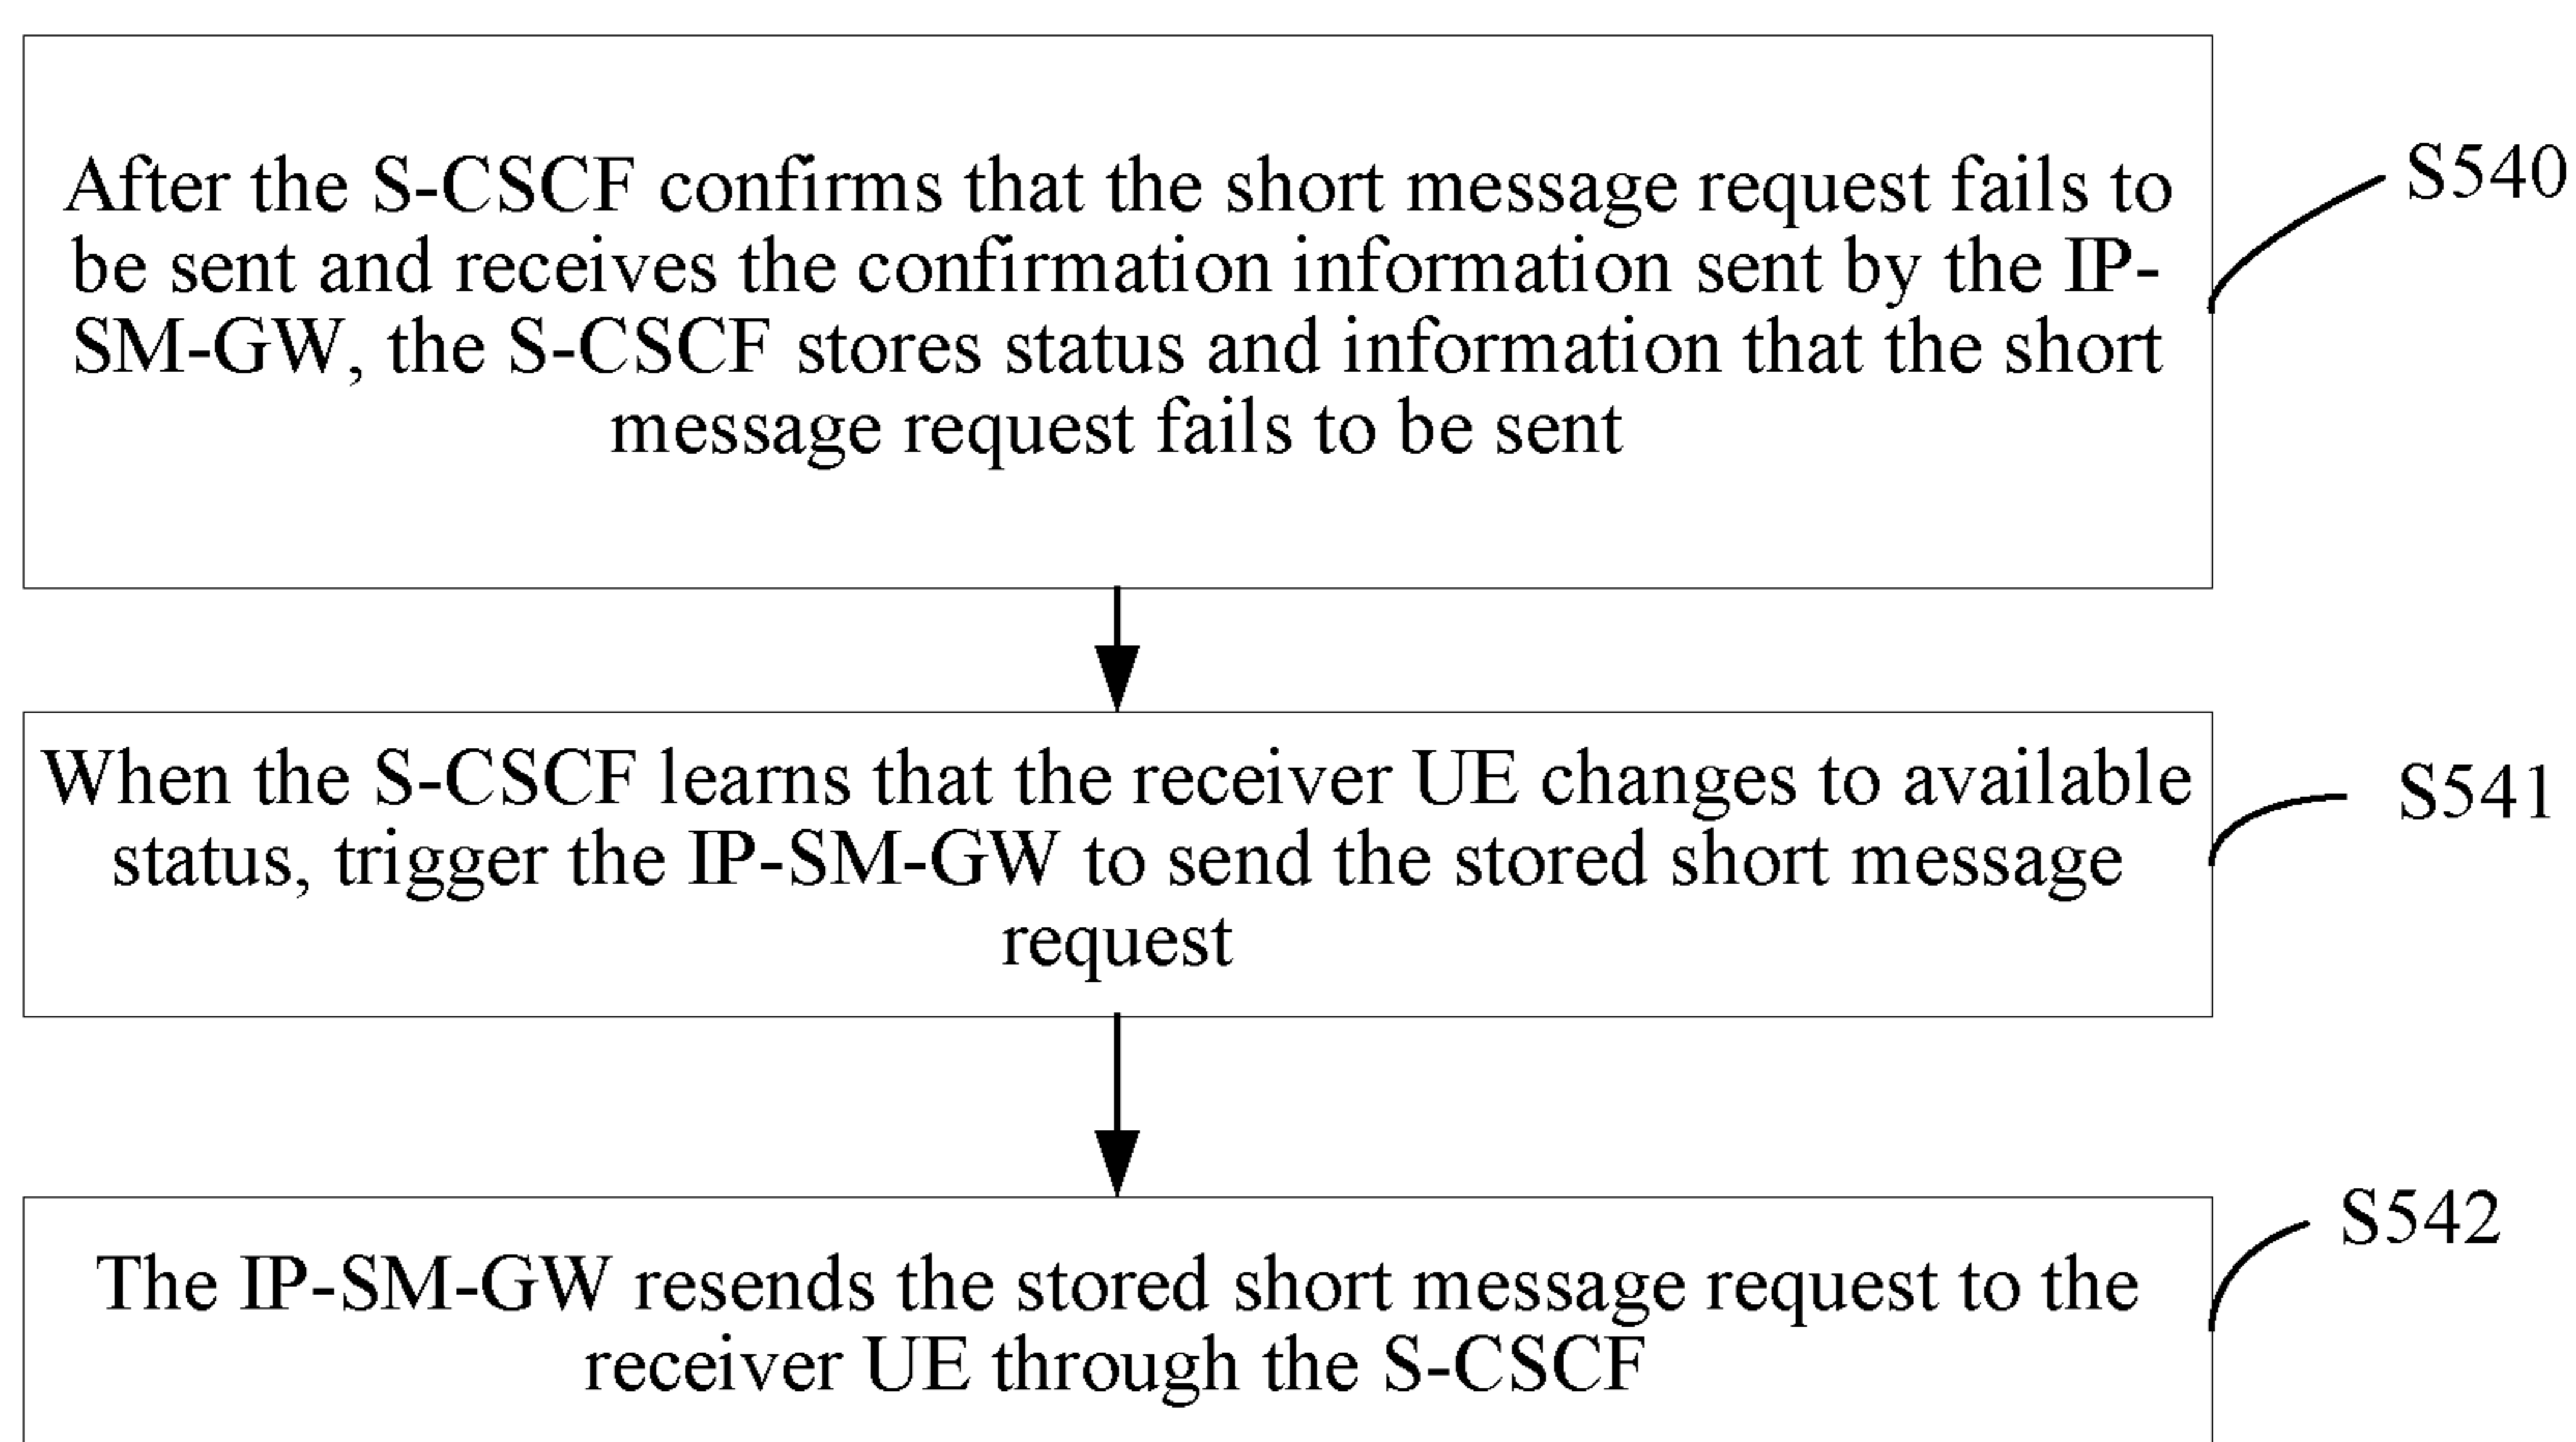 After the S-CSCF confirms that the short message request fails to
be sent and receives the confirmation information sent by the IP-
SM-GW, the S-CSCF stores status and information that the short
message request fails to be sent
S540
When the S-CSCF learns that the receiver UE changes to available
status, trigger the IP-SM-GW to send the stored short message
request
S541
The IP-SM-GW resends the stored short message request to the
receiver UE through the S-CSCF
S542